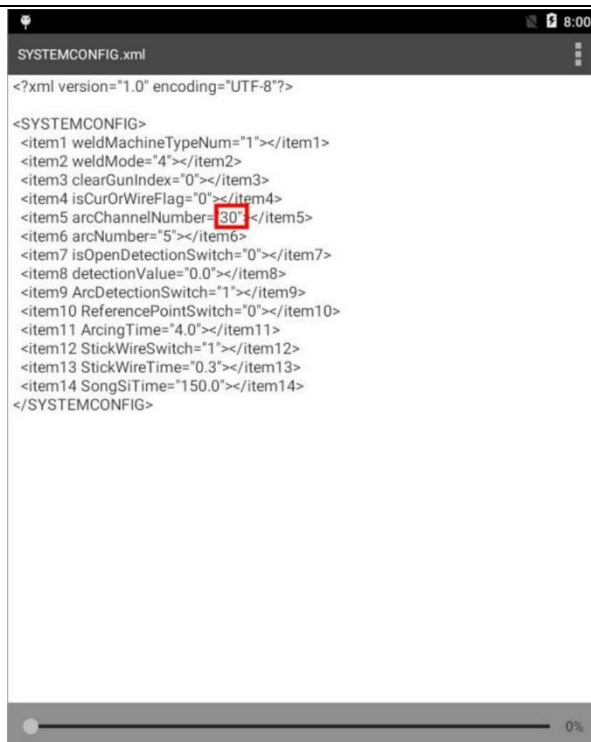 8:00
SYSTEMCONFIG.xml
<?xml version="1.0" encoding="UTF-8"?>
<SYSTEMCONFIG>
<item1 weldMachineTypeNum="1"></item1>
<item2 weldMode="4"></item2>
<item3 clearGunIndex="0"></item3>
<item4 isCurOrWireFlag="0"></item4>
<item5 arcChannelNumber="30"></item5>
<item6 arcNumber="5"></item6>
<item7 isOpenDetectionSwitch="0"></item7>
<item8 detectionValue="0.0"></item8>
<item9 ArcDetectionSwitch="1"></item9>
<item10 ReferencePointSwitch="0"></item10>
<item11 ArcingTime="4.0"></item11>
<item12 StickWireSwitch="1"></item12>
<item13 StickWireTime="0.3"></item13>
<item14 SongSiTime="150.0"></item14>
</SYSTEMCONFIG>
0%